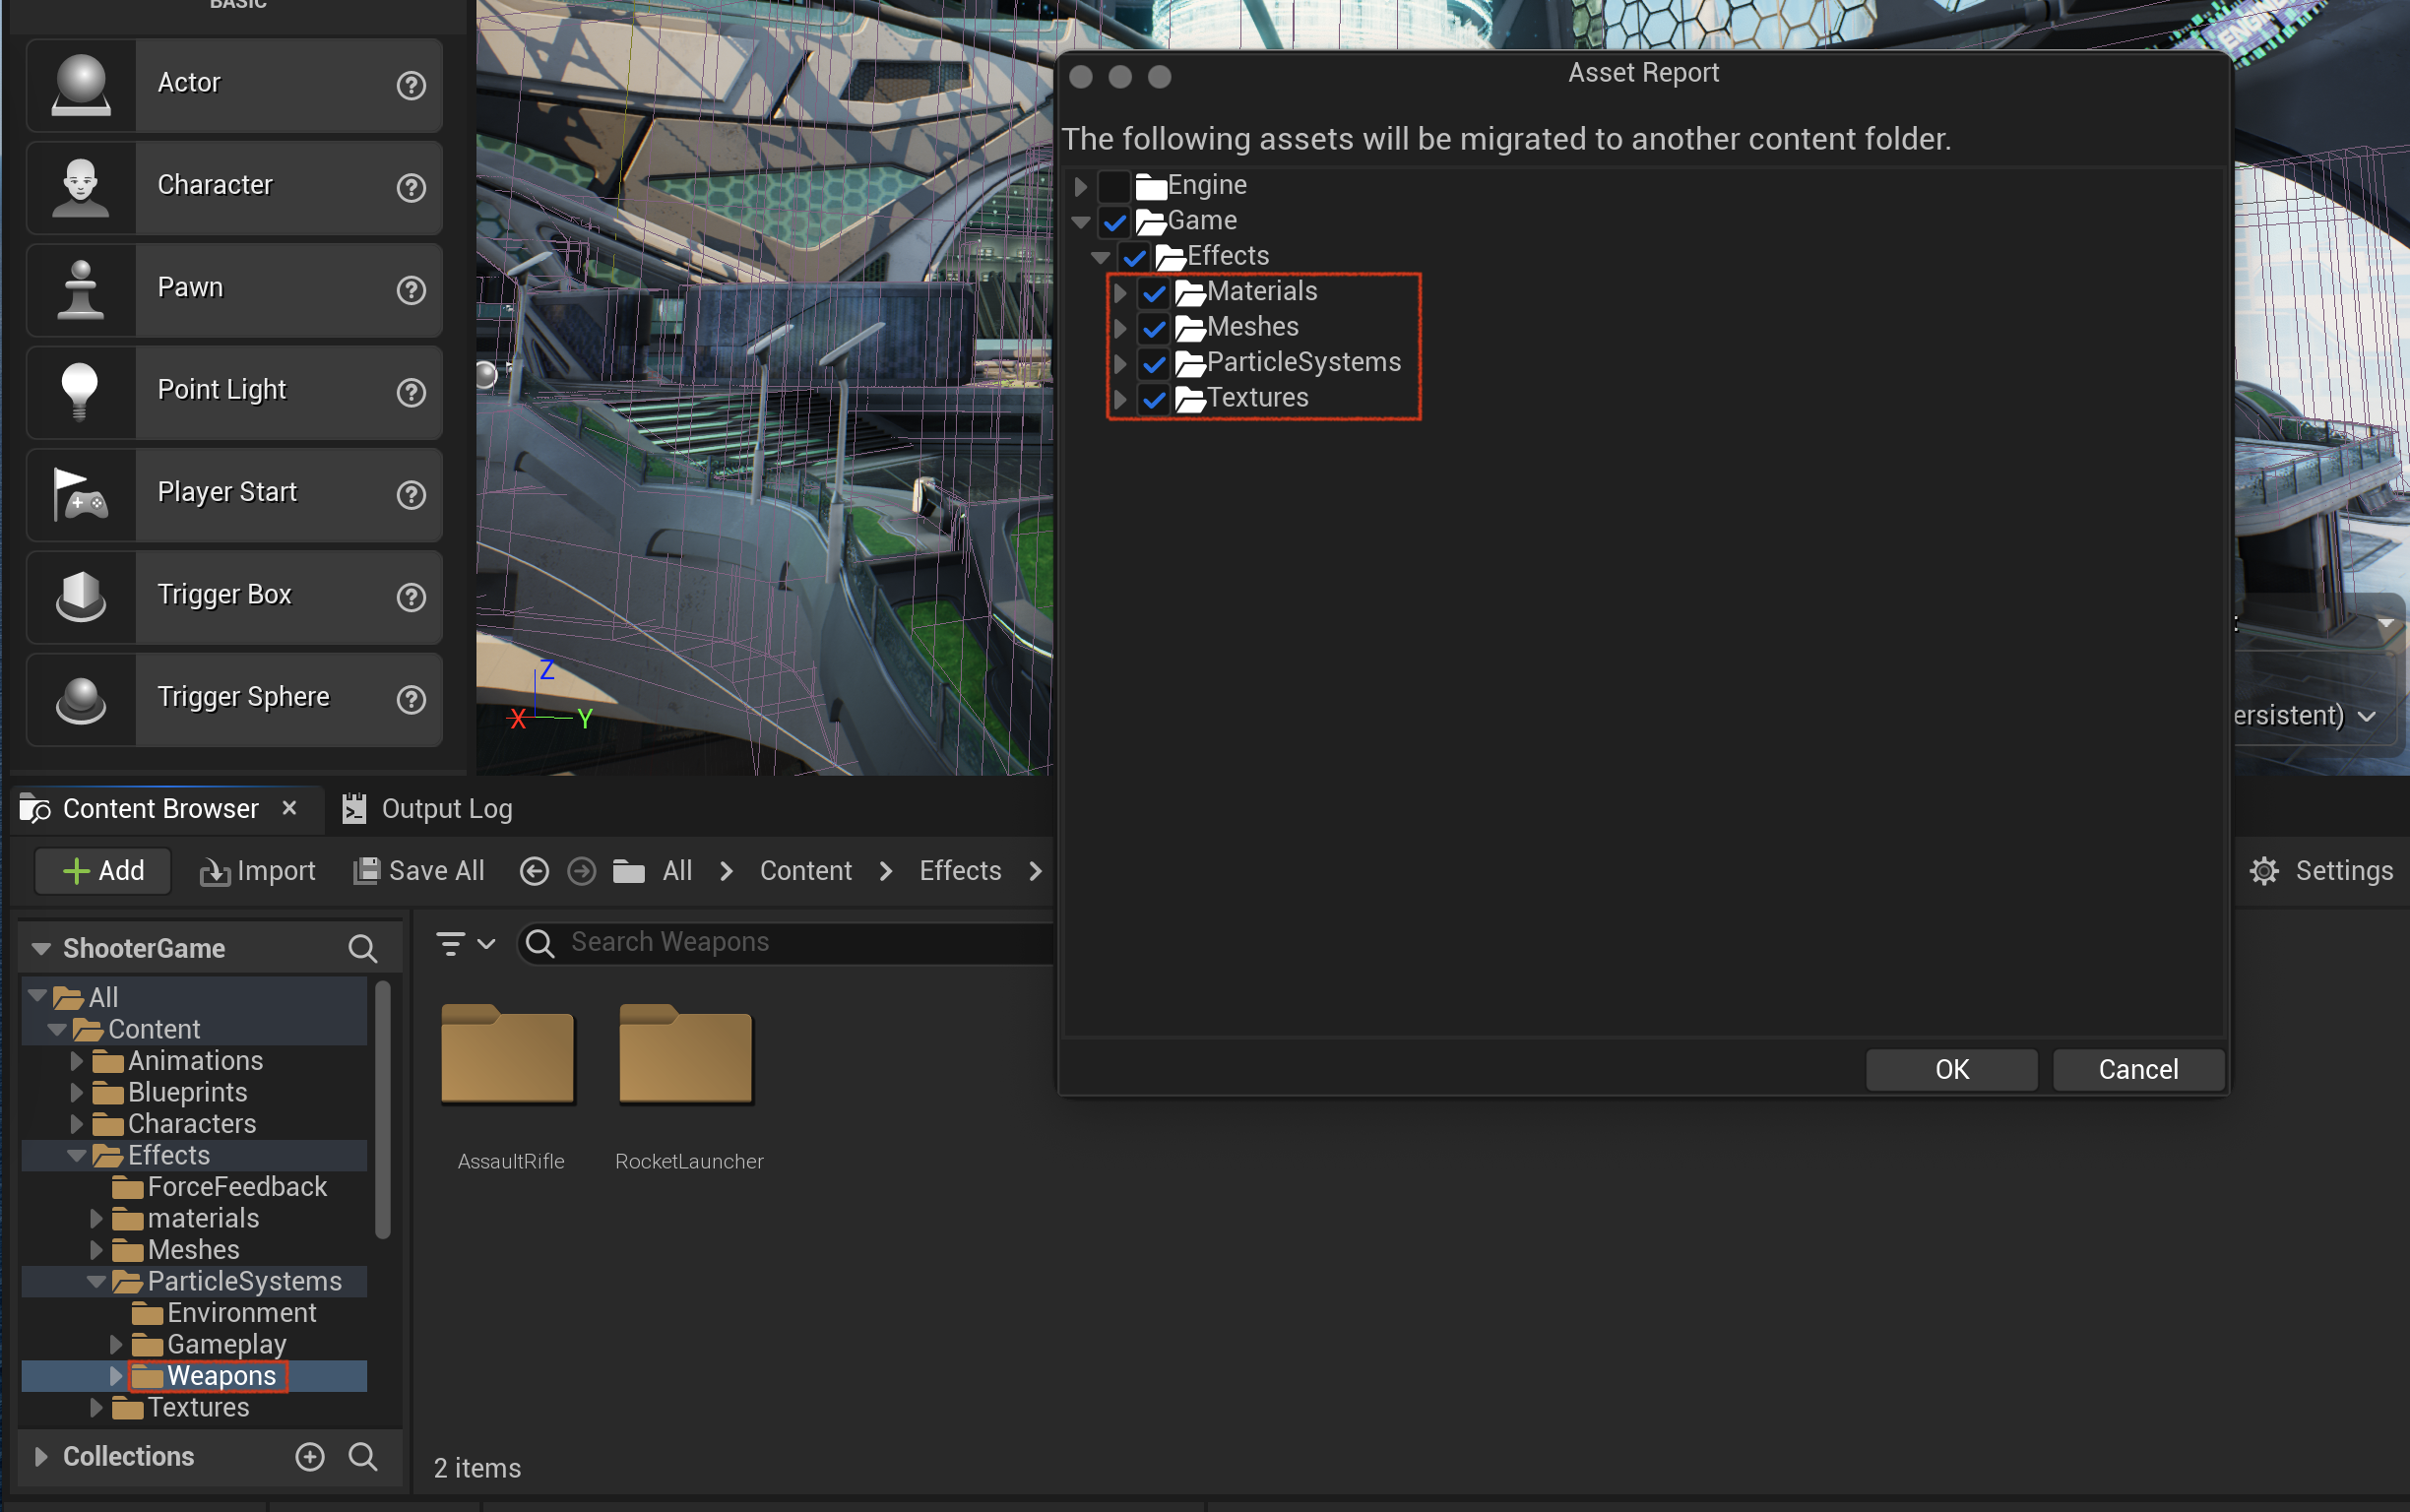 BASIC
Actor
Character
Pawn
Point Light
Player Start
Trigger Box
Trigger Sphere
Z
X
Y
Asset Report
The following assets will be migrated to another content folder.
Engine
Game
Effects
Materials
Meshes
ParticleSystems
Textures
OK
Cancel
ersistent)
Content Browser
Output Log
Add
Import
Save All
All > Content > Effects >
Settings
ShooterGame
All
Content
Animations
Blueprints
Characters
Effects
ForceFeedback
materials
Meshes
ParticleSystems
Environment
Gameplay
Weapons
Textures
Collections
Search Weapons
AssaultRifle
RocketLauncher
2 items